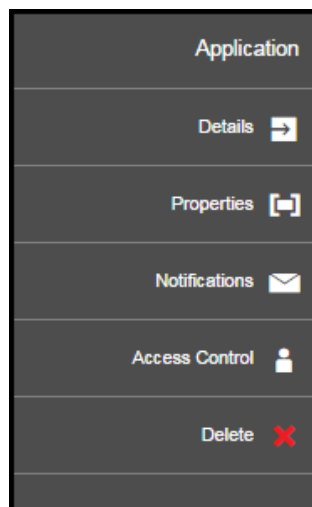 Application
Details
Properties
Notifications
Access Control
Delete